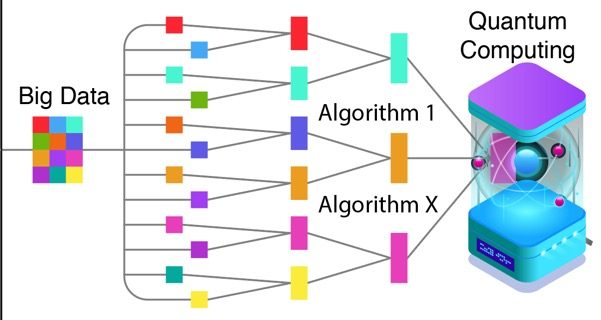 Quantum
Computing
Big Data
Algorithm 1
Algorithm X